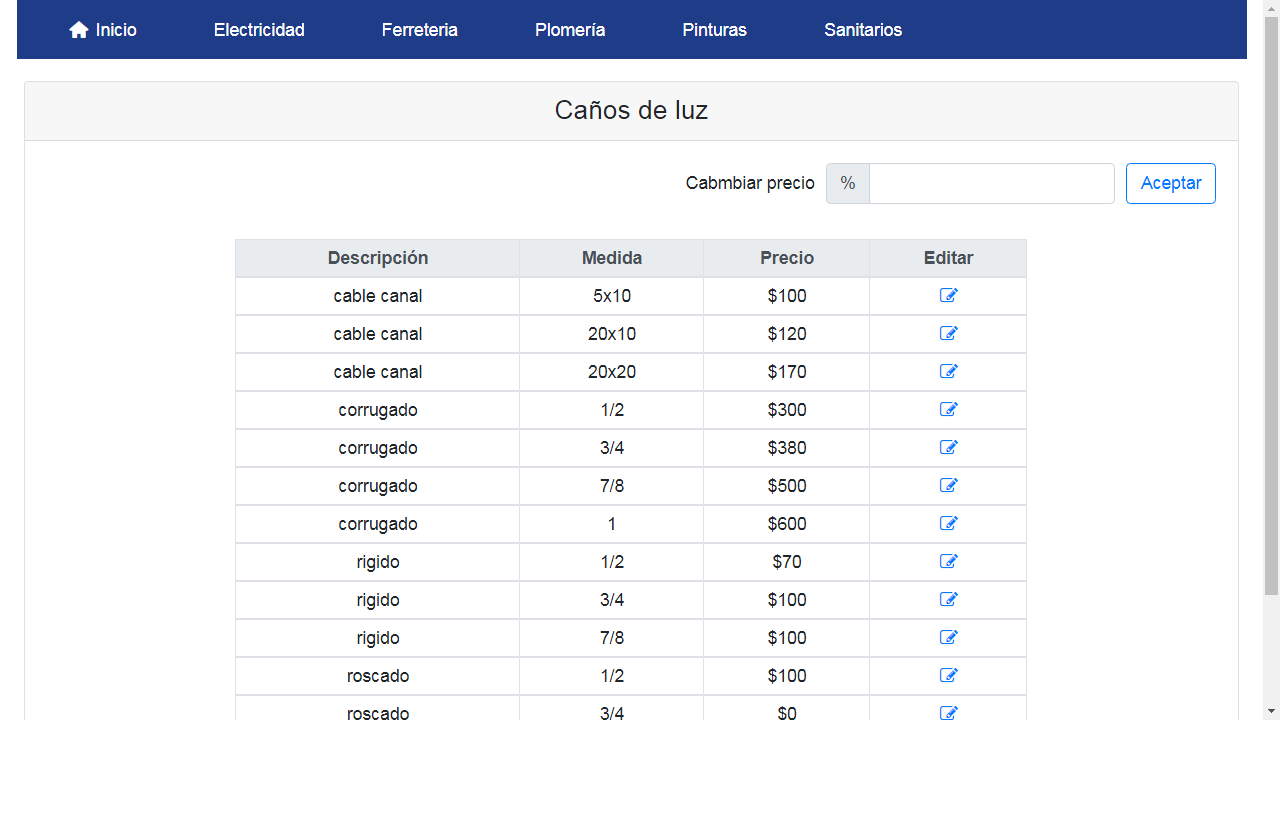 Inicio Electricidad Ferreteria Plomería Pinturas Sanitarios
Caños de luz
Cabmbiar precio % Aceptar
Descripción Medida Precio Editar
cable canal 5x10 $100
cable canal 20x10 $120
cable canal 20x20 $170
corrugado 1/2 $300
corrugado 3/4 $380
corrugado 7/8 $500
corrugado 1 $600
rigido 1/2 $70
rigido 3/4 $100
rigido 7/8 $100
roscado 1/2 $100
roscado 3/4 $0